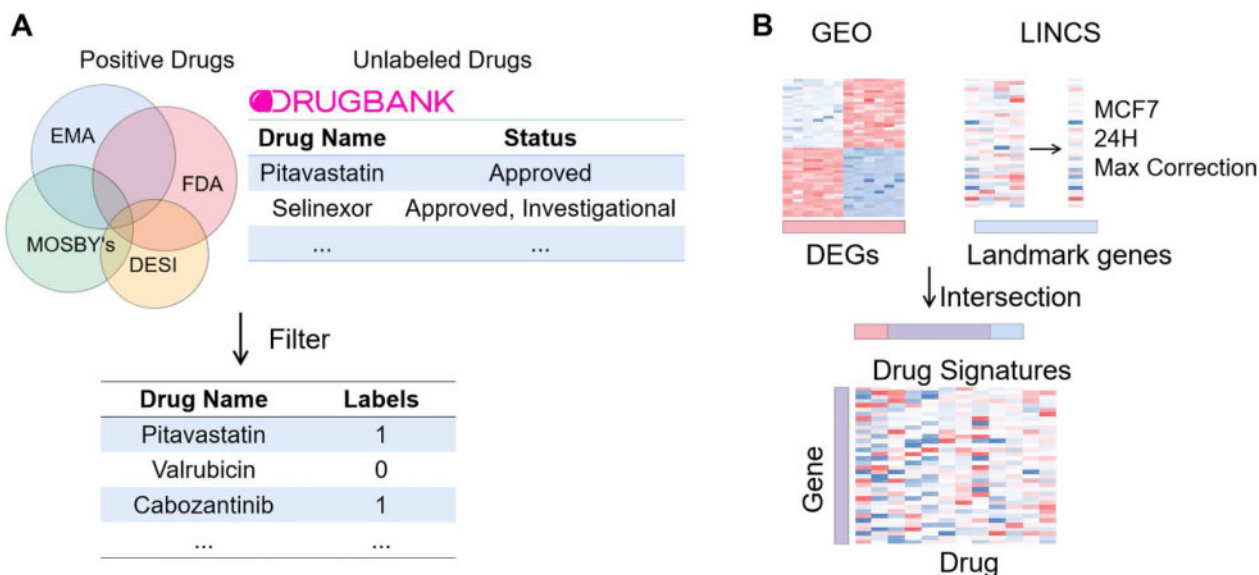 A
Positive Drugs
Unlabeled Drugs
EMA
FDA
MOSBY's
DESI
DRUGBANK
Drug Name Status
Pitavastatin Approved
Selinexor Approved, Investigational
... ...
Filter
Drug Name Labels
Pitavastatin 1
Valrubicin 0
Cabozantinib 1
... ...
B
GEO
LINCS
MCF7
24H
Max Correction
DEGs
Landmark genes
Intersection
Drug Signatures
Gene
Drug